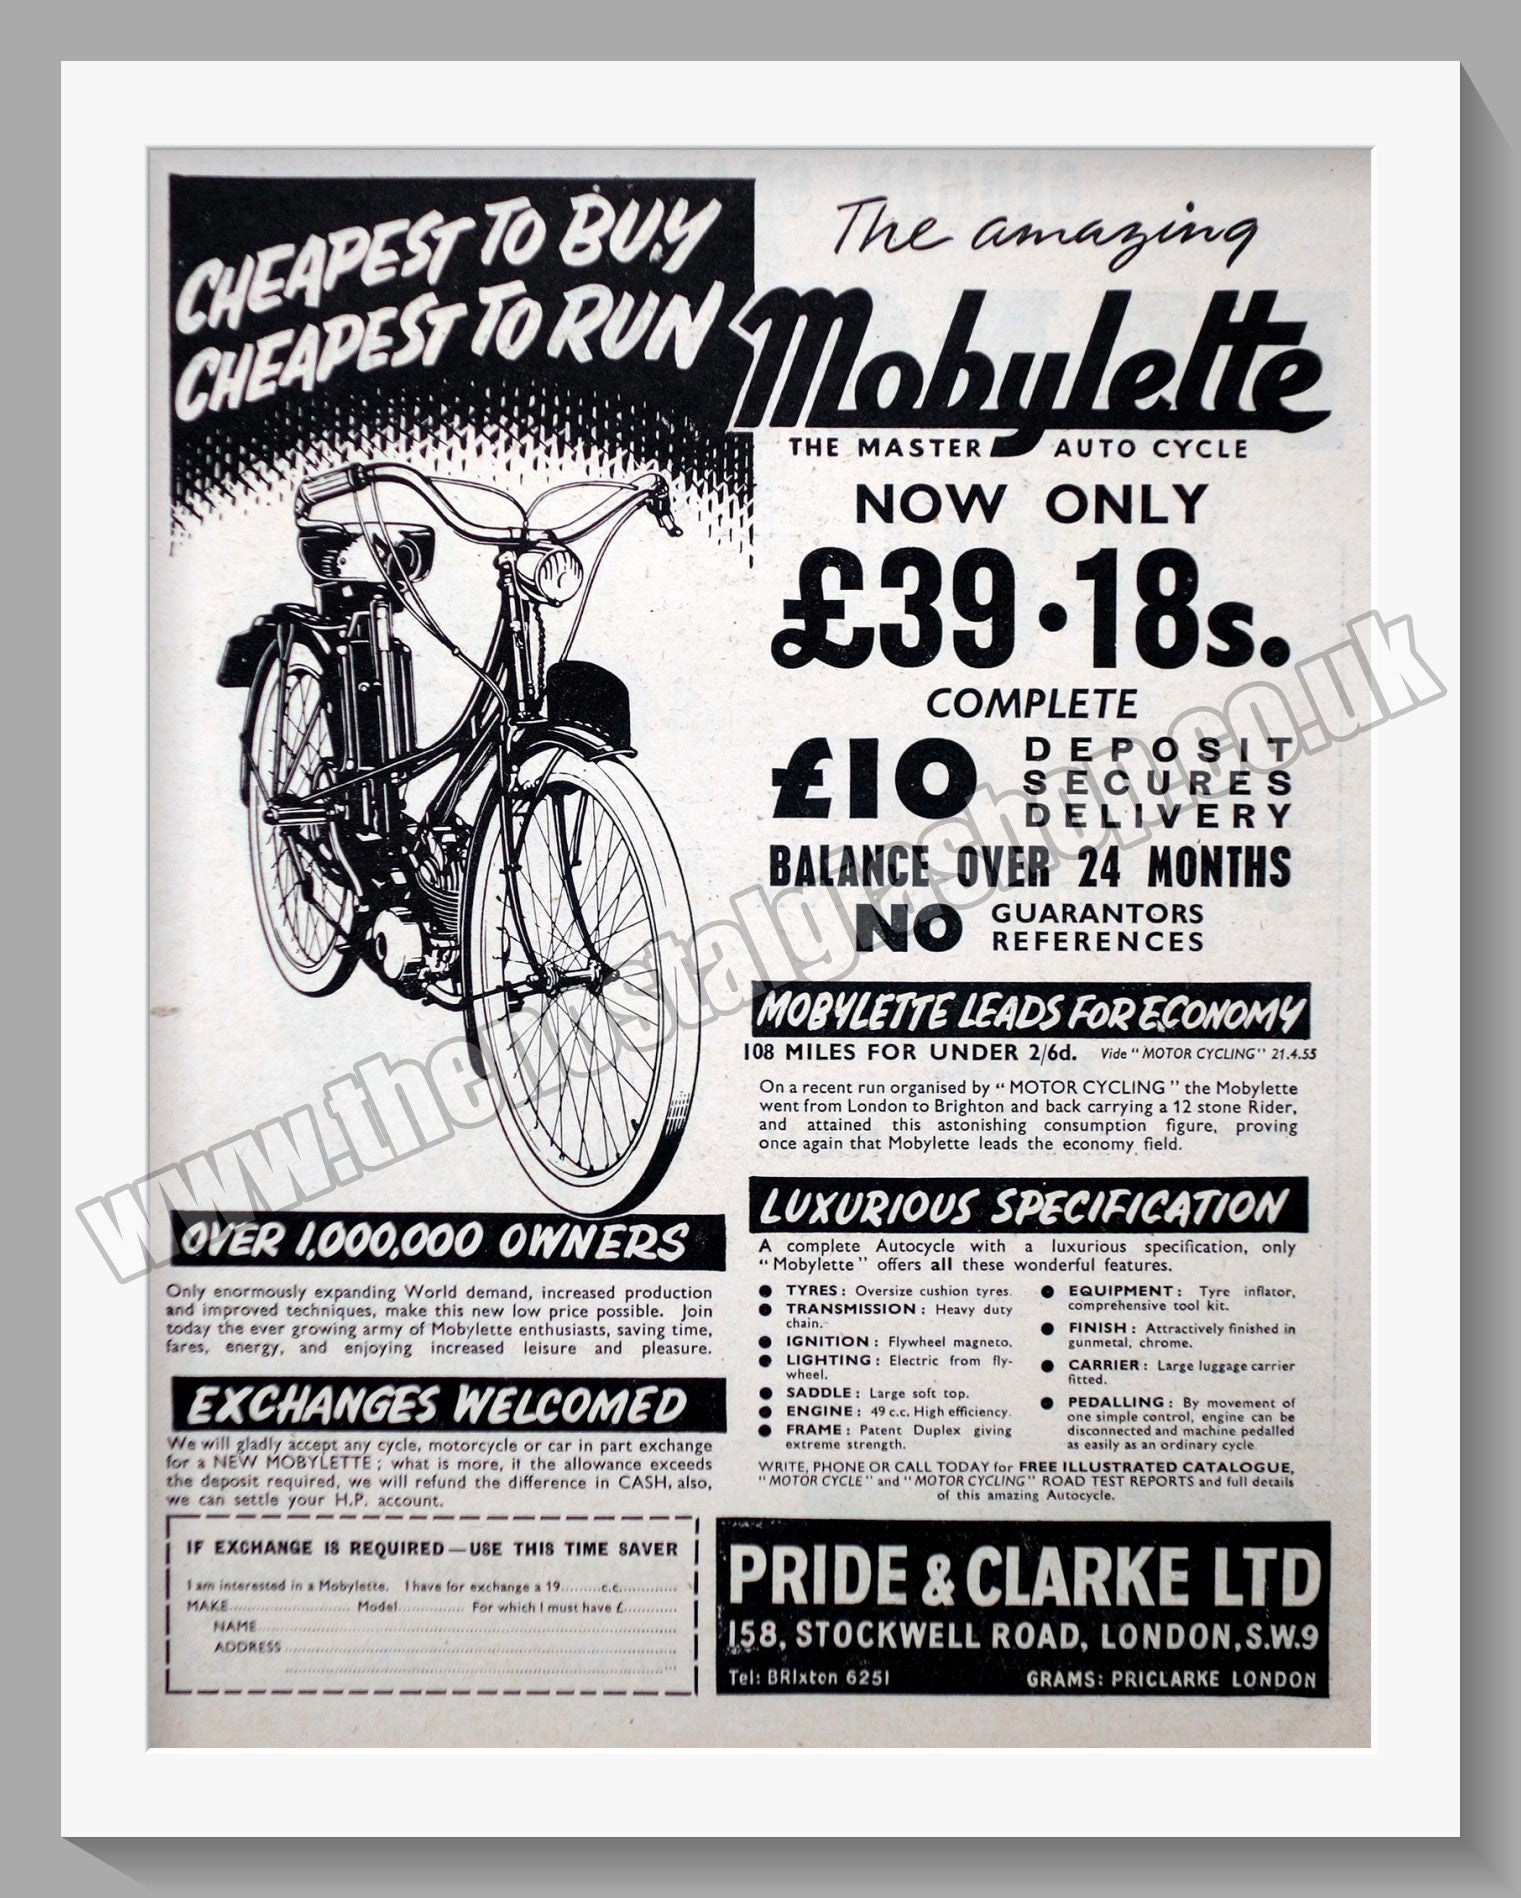 CHEAPEST TO BUY
CHEAPEST TO RUN
The amazing
Mobylette
THE MASTER AUTO CYCLE
NOW ONLY
£39·18s.
COMPLETE
£10 DEPOSIT
SECURES
DELIVERY
BALANCE OVER 24 MONTHS
NO GUARANTORS
REFERENCES
MOBYLETTE LEADS FOR ECONOMY
108 MILES FOR UNDER 2/6d. Vide "MOTOR CYCLING" 21.4.55
On a recent run organised by "MOTOR CYCLING" the Mobylette
went from London to Brighton and back carrying a 12 stone Rider,
and attained this astonishing consumption figure, proving
once again that Mobylette leads the economy field.
LUXURIOUS SPECIFICATION
A complete Autocycle with a luxurious specification, only
"Mobylette" offers all these wonderful features.
● TYRES: Oversize cushion tyres.
● TRANSMISSION: Heavy duty
chain.
● IGNITION: Flywheel magneto.
● LIGHTING: Electric from fly-
wheel.
● SADDLE: Large soft top.
● ENGINE: 49 c.c. High efficiency.
● FRAME: Patent Duplex giving
extreme strength.
● EQUIPMENT: Tyre inflator,
comprehensive tool kit.
● FINISH: Attractively finished in
gunmetal, chrome.
● CARRIER: Large luggage carrier
fitted.
● PEDALLING: By movement of
one simple control, engine can be
disconnected and machine pedalled
as easily as an ordinary cycle.
WRITE, PHONE OR CALL TODAY for FREE ILLUSTRATED CATALOGUE,
"MOTOR CYCLE" and "MOTOR CYCLING" ROAD TEST REPORTS and full details
of this amazing Autocycle.
OVER 1,000,000 OWNERS
Only enormously expanding World demand, increased production
and improved techniques, make this new low price possible. Join
today the ever growing army of Mobylette enthusiasts, saving time,
fares, energy, and enjoying increased leisure and pleasure.
EXCHANGES WELCOMED
We will gladly accept any cycle, motorcycle or car in part exchange
for a NEW MOBYLETTE; what is more, if the allowance exceeds
the deposit required, we will refund the difference in CASH, also,
we can settle your H.P. account.
IF EXCHANGE IS REQUIRED—USE THIS TIME SAVER
I am interested in a Mobylette. I have for exchange a 19.........c.c..............
MAKE............................ Model................ For which I must have £.............
NAME
ADDRESS
PRIDE & CLARKE LTD
158, STOCKWELL ROAD, LONDON, S.W.9
Tel: BRIxton 6251 GRAMS: PRICLARKE LONDON
www.thenostalgiashop.co.uk